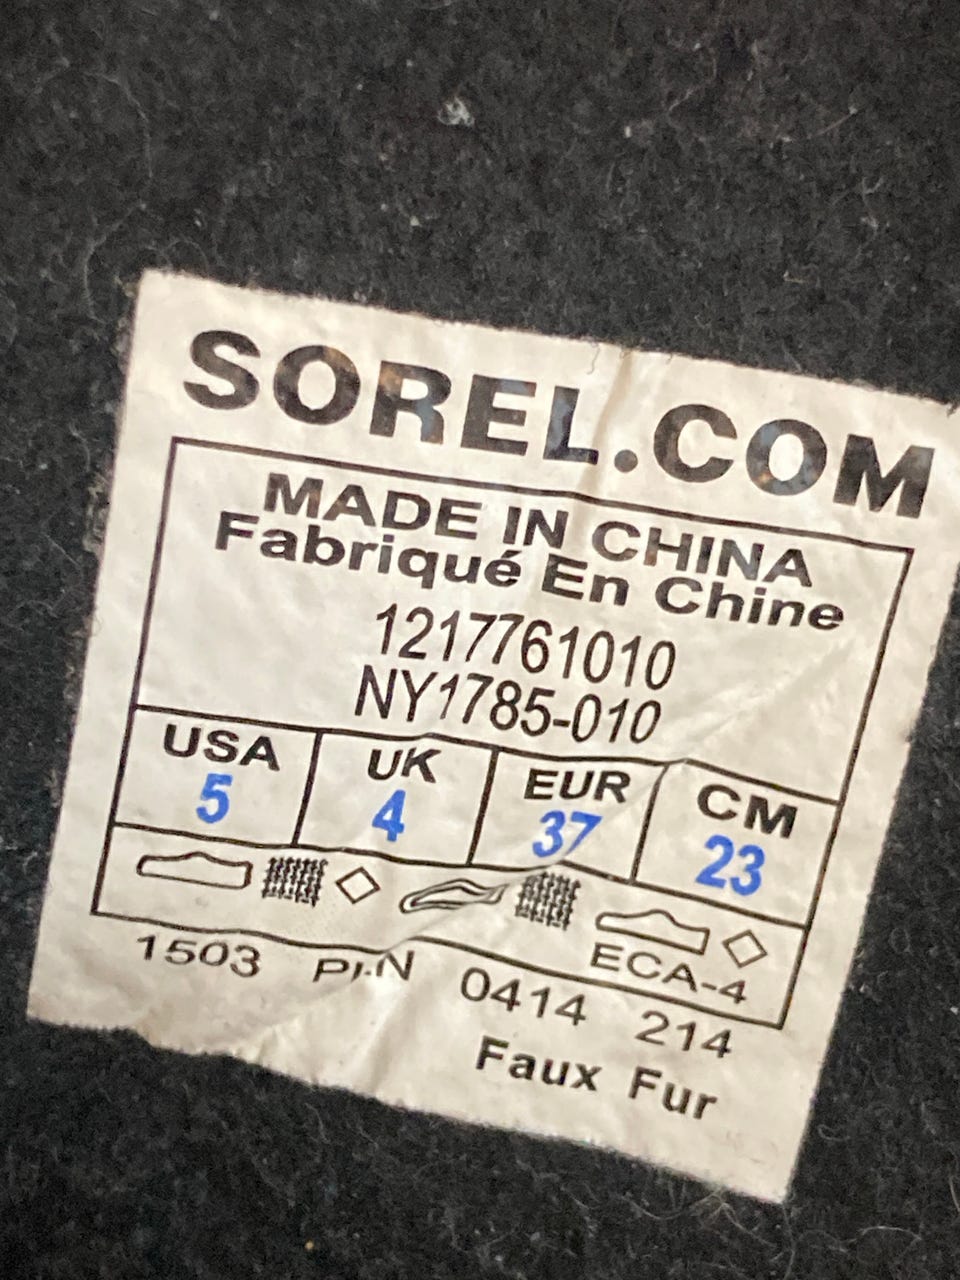 SOREL.COM
MADE IN CHINA
Fabriqué En Chine
1217761010
NY1785-010
USA UK EUR CM
5 4 37 23
ECA-4
1503 0414 214
Faux Fur